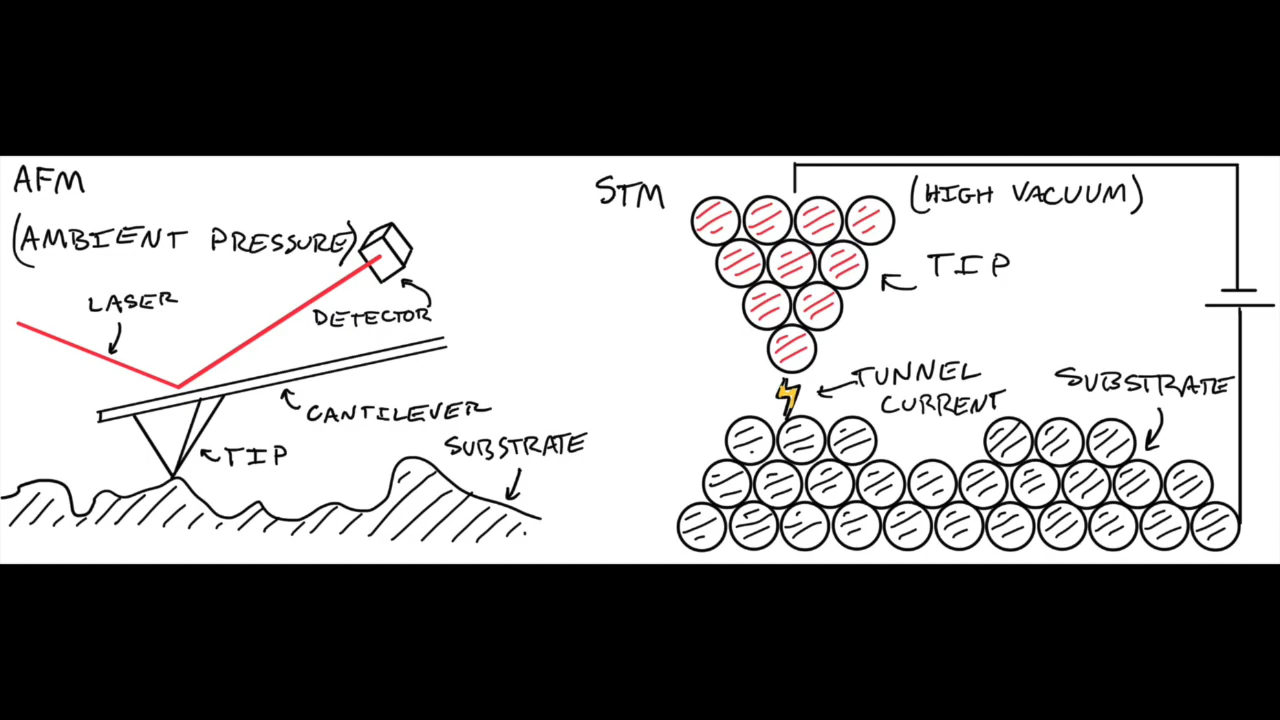 AFM
(AMBIENT PRESSURE)
LASER
DETECTOR
CANTILEVER
TIP
SUBSTRATE
STM
(HIGH VACUUM)
TIP
TUNNEL
CURRENT
SUBSTRATE